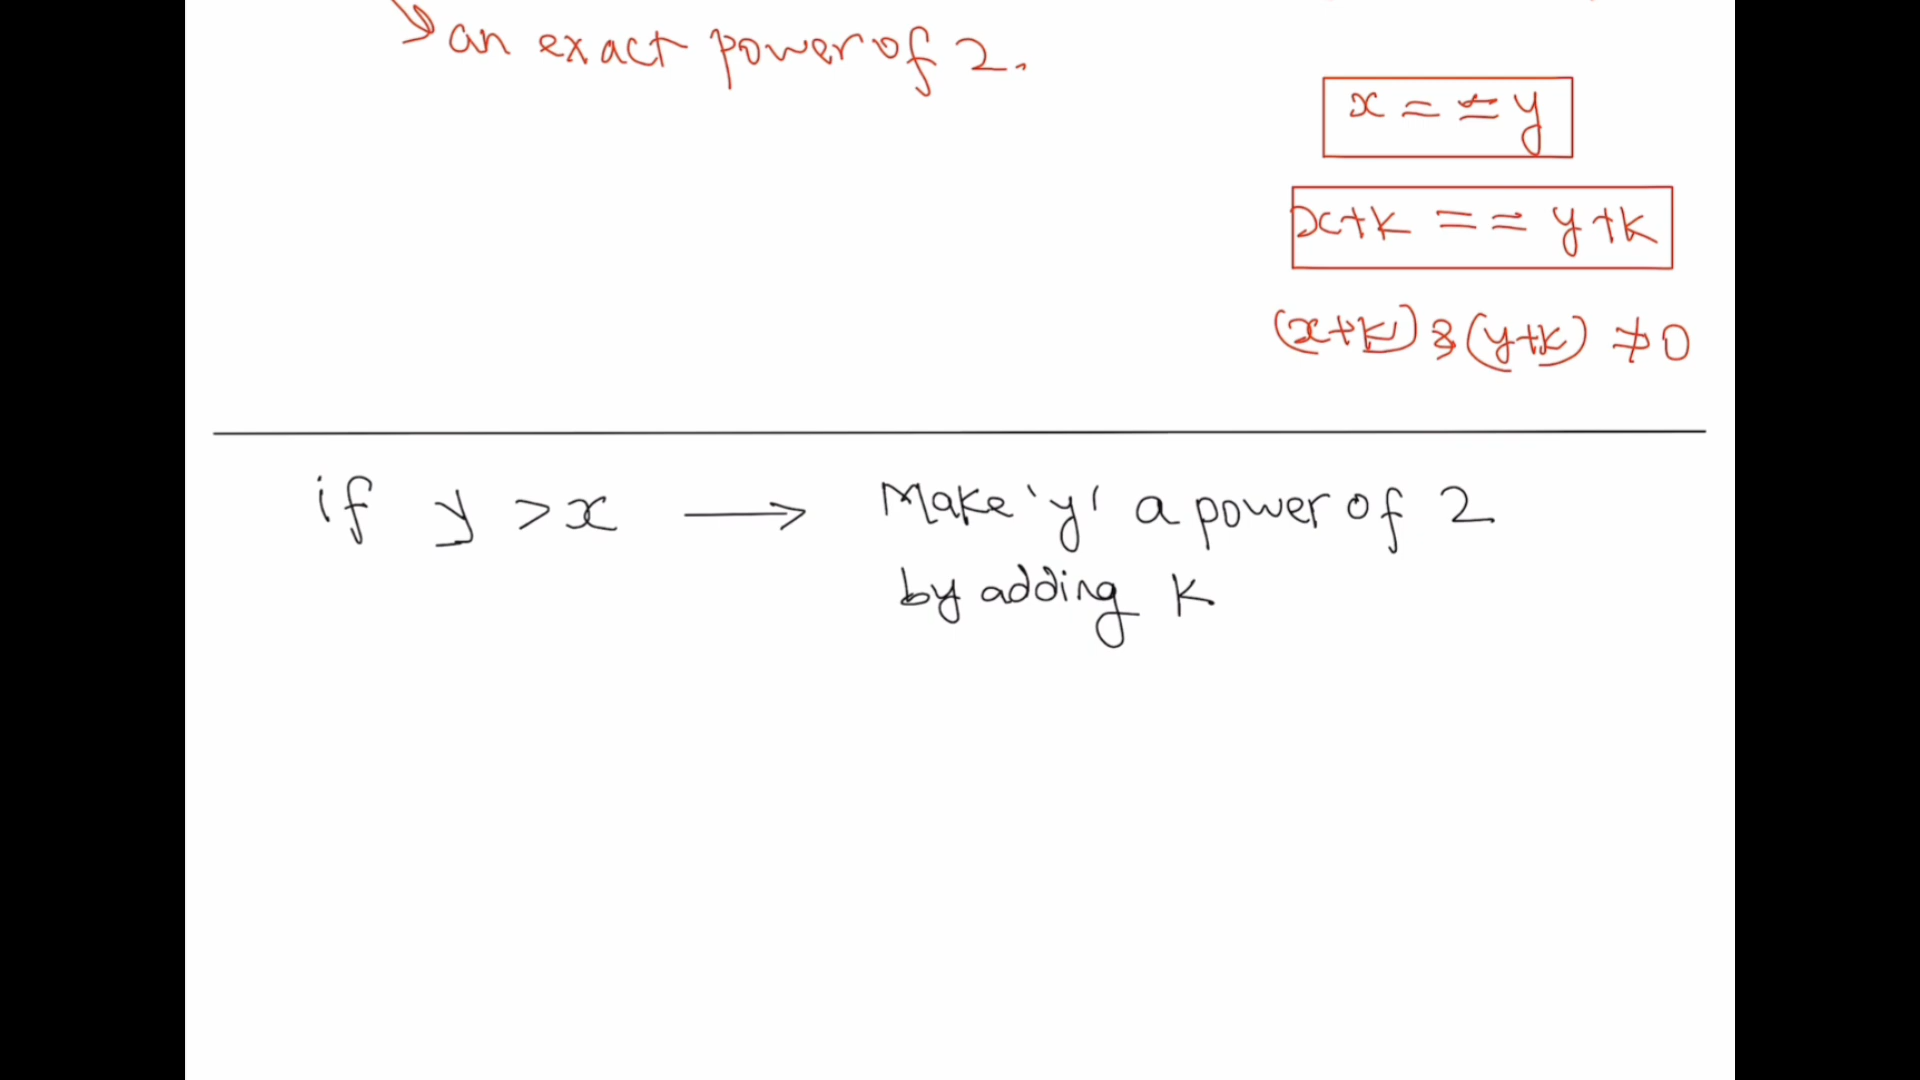 an exact power of 2.
x = = y
x+k == y+k
(x+k) & (y+k) ≠ 0
if y > x → Make 'y' a power of 2
by adding k